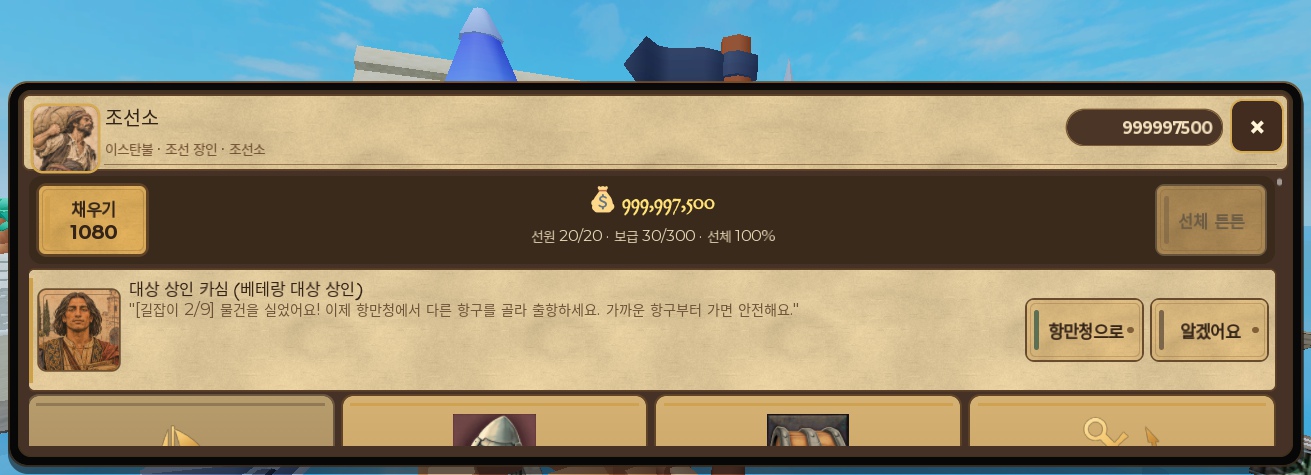 조선소
이스탄불 · 조선 장인 · 조선소
999997500
×
채우기
1080
999,997,500
선원 20/20 · 보급 30/300 · 선체 100%
선체 튼튼
대상 상인 카심 (베테랑 대상 상인)
"[길잡이 2/9] 물건을 실었어요! 이제 항만청에서 다른 항구를 골라 출항하세요. 가까운 항구부터 가면 안전해요."
항만청으로
알겠어요